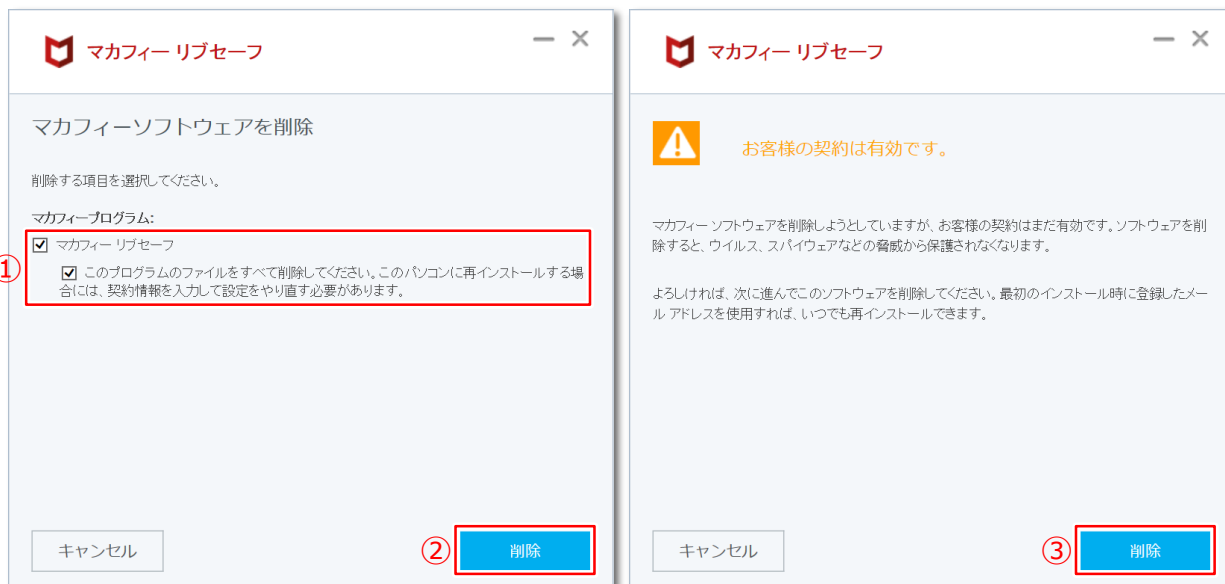 マカフィー リブセーフ
マカフィーソフトウェアを削除
削除する項目を選択してください。
マカフィープログラム:
①
マカフィー リブセーフ
このプログラムのファイルをすべて削除してください。このパソコンに再インストールする場
合には、契約情報を入力して設定をやり直す必要があります。
キャンセル
②
削除
マカフィー リブセーフ
お客様の契約は有効です。
マカフィー ソフトウェアを削除しようとしていますが、お客様の契約はまだ有効です。ソフトウェアを削
除すると、ウイルス、スパイウェアなどの脅威から保護されなくなります。
よろしければ、次に進んでこのソフトウェアを削除してください。最初のインストール時に登録したメー
ル アドレスを使用すれば、いつでも再インストールできます。
キャンセル
③
削除